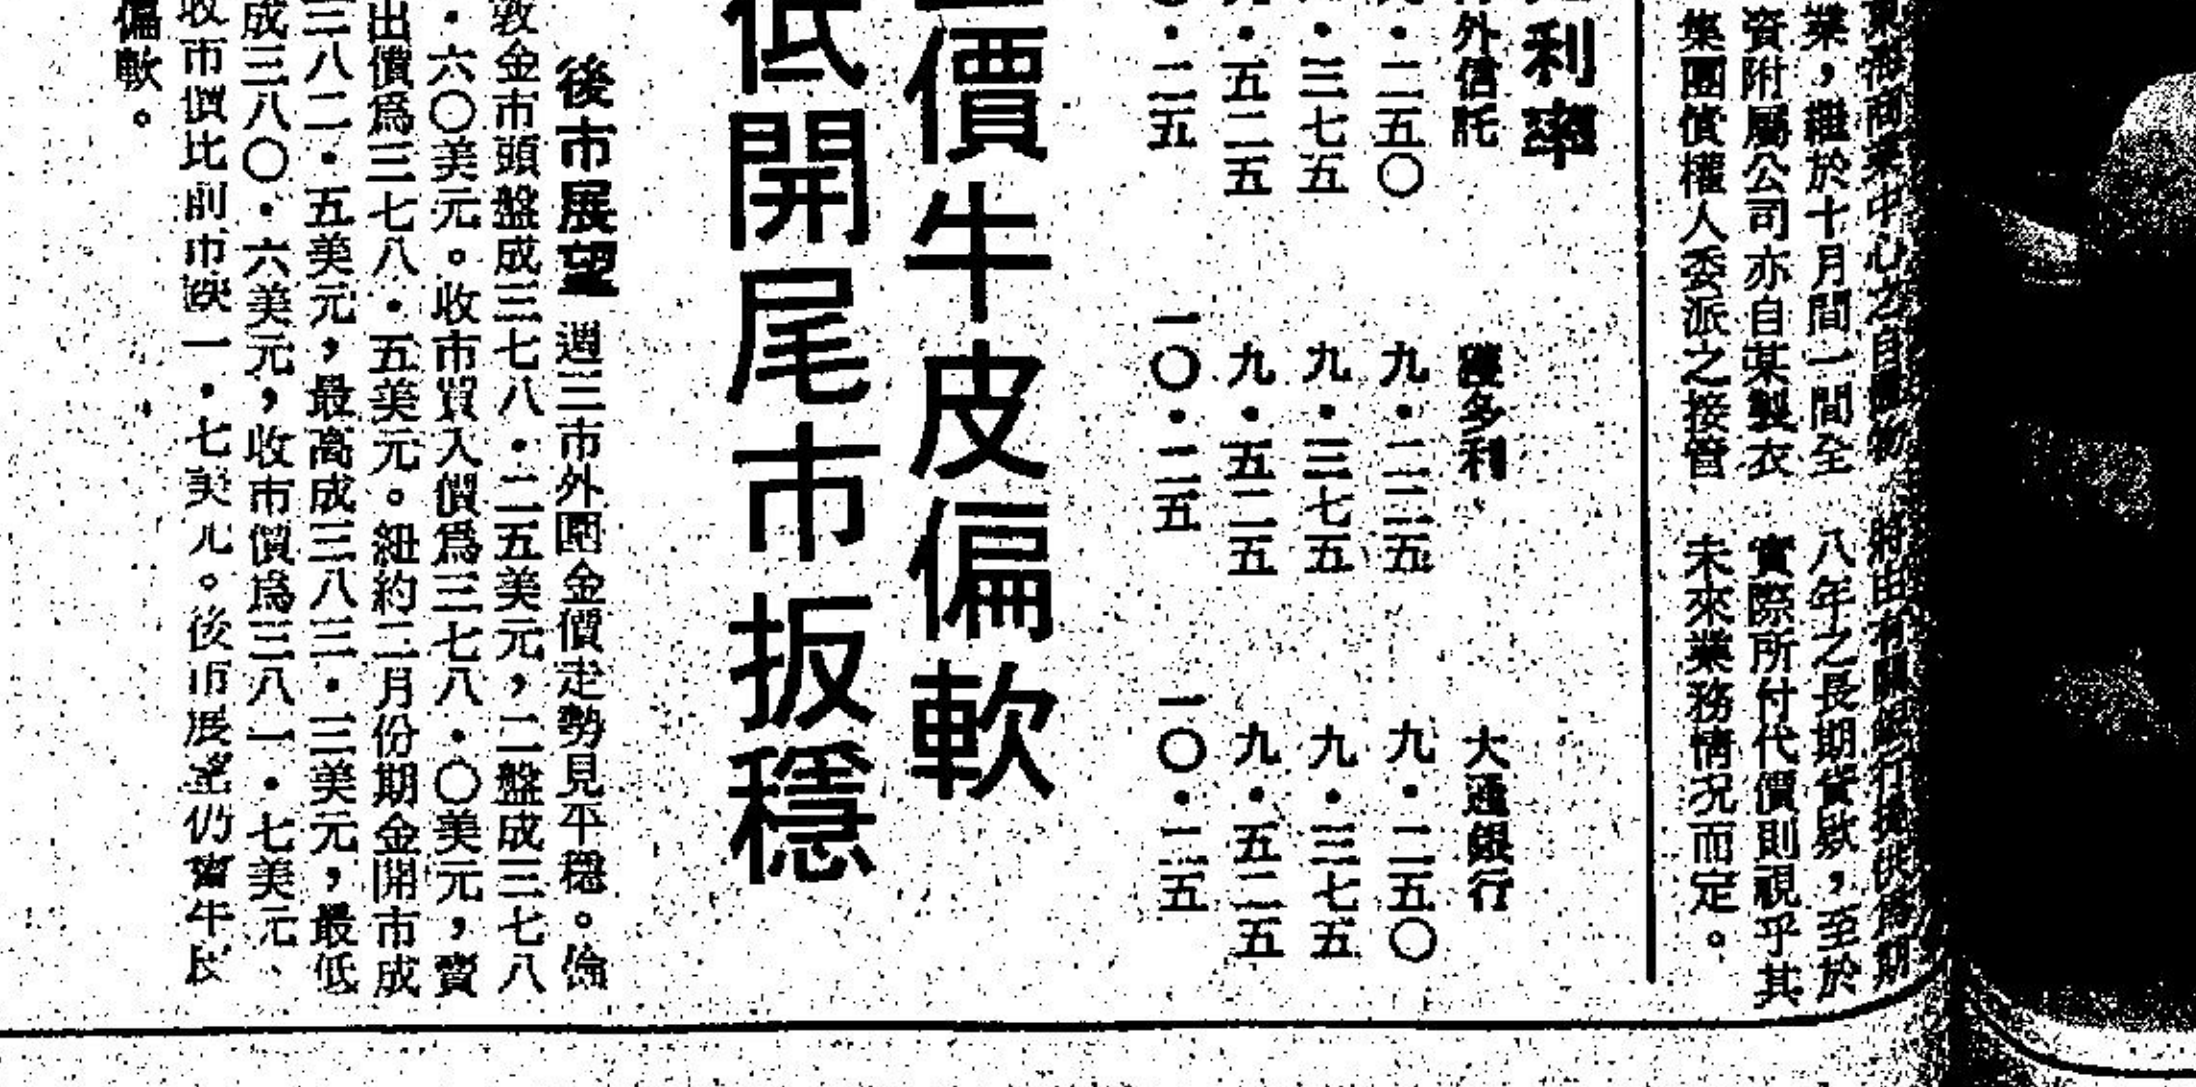 業，繼於十月間一間全
資附屬公司亦自某製衣
集團債權人委派之接管
八年之長期貸款，至於
實際所付代價則視乎其
未來業務情況而定。
利率
外信託
・二五〇
・三七五
・五二五
・二五
獲多利
九・二二五
九・三七五
九・五二五
一〇・二五
大通銀行
九・二五〇
九・三七五
九・五二五
一〇・二五
價牛皮偏軟
低開尾市扳穩
後市展望 週三市外圍金價走勢見平穩。倫
敦金市頭盤成三七八・二五美元，二盤成三七八
・六〇美元。收市買入價爲三七八・〇美元，賣
出價爲三七八・五美元。紐約二月份期金開市成
三八二・五美元，最高成三八三・三美元，最低
成三八〇・六美元，收市價爲三八一・七美元、
收市價比前市跌一・七美元。後市展望仍屬牛皮
偏軟。